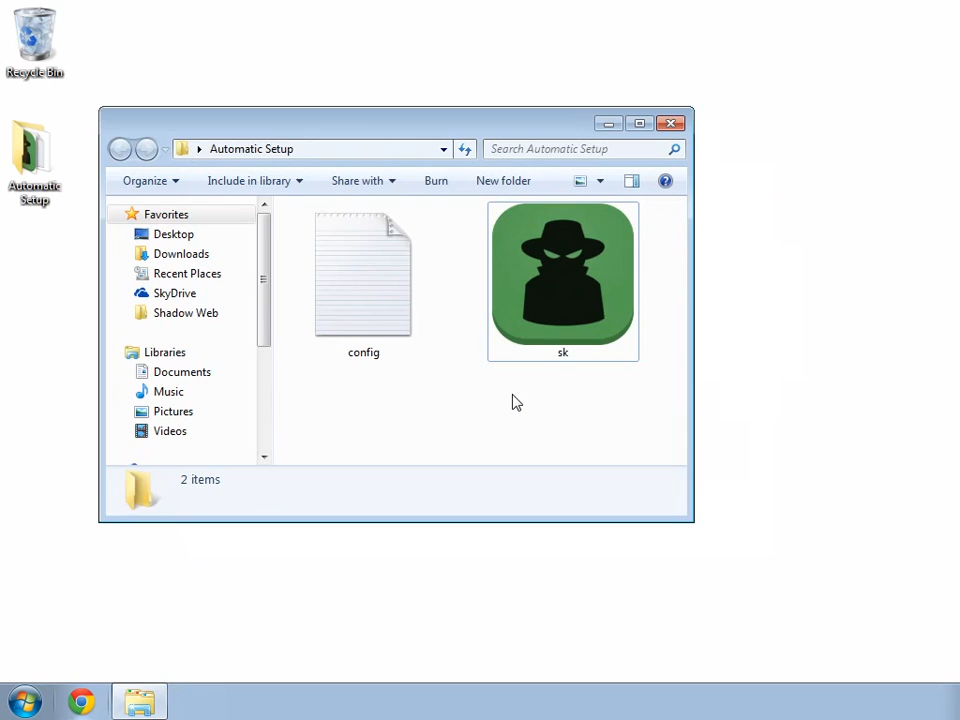 Recycle Bin
Automatic
Setup
Automatic Setup
Search Automatic Setup
Organize
Include in library
Share with
Burn
New folder
Favorites
Desktop
Downloads
Recent Places
SkyDrive
Shadow Web
Libraries
Documents
Music
Pictures
Videos
config
sk
2 items